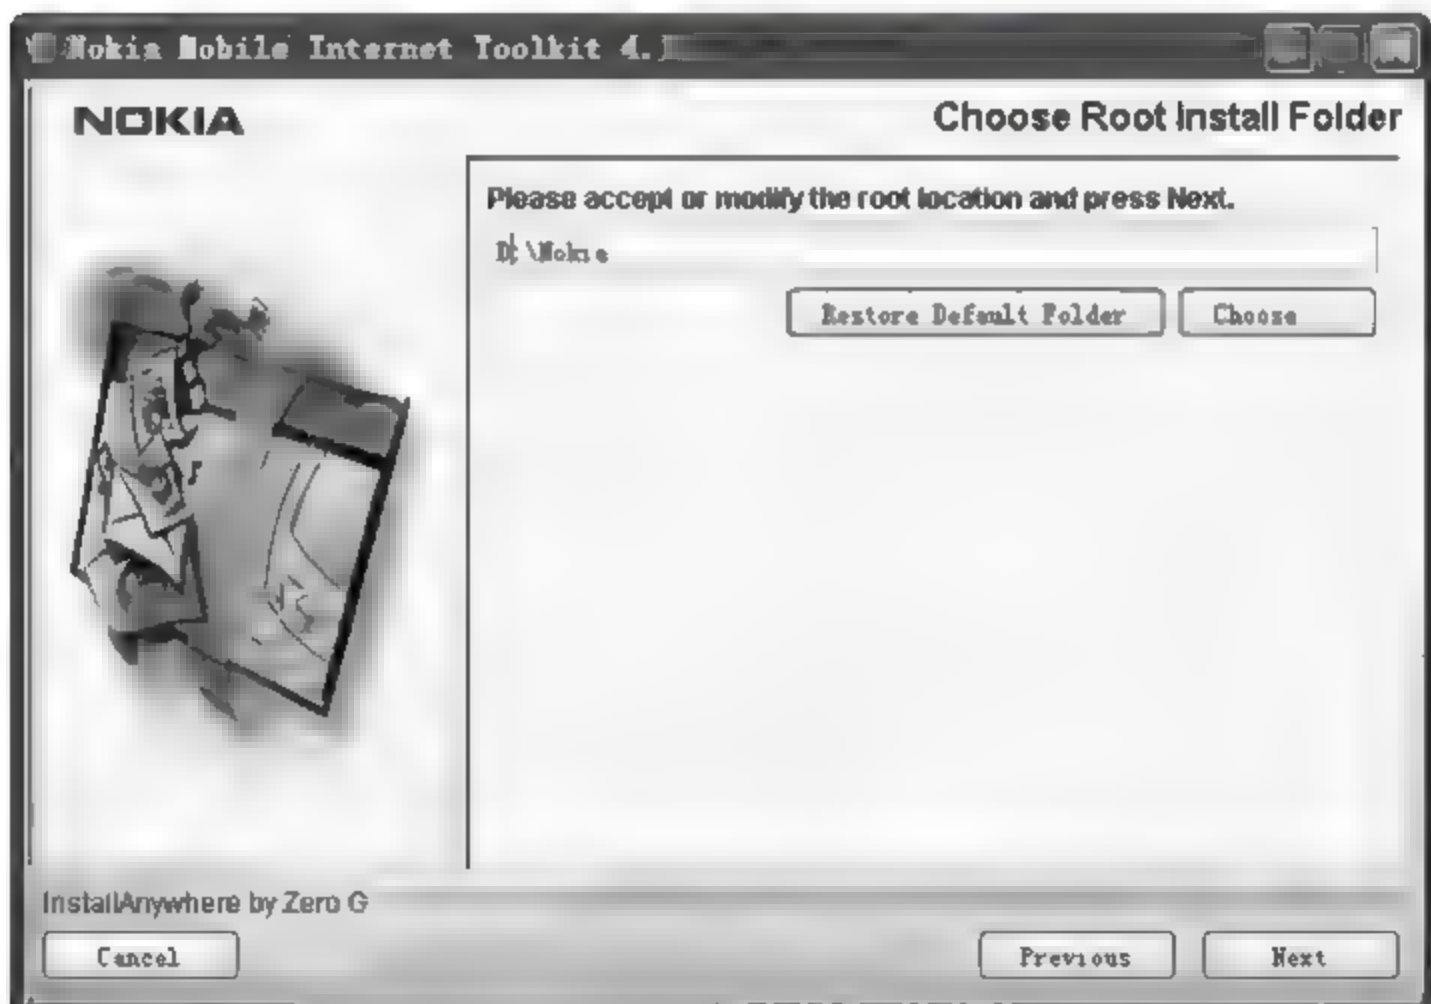 Nokia Mobile Internet Toolkit 4.1
NOKIA
Choose Root Install Folder
Please accept or modify the root location and press Next.
D:\Nokia
Restore Default Folder
Choose
InstallAnywhere by Zero G
Cancel
Previous
Next